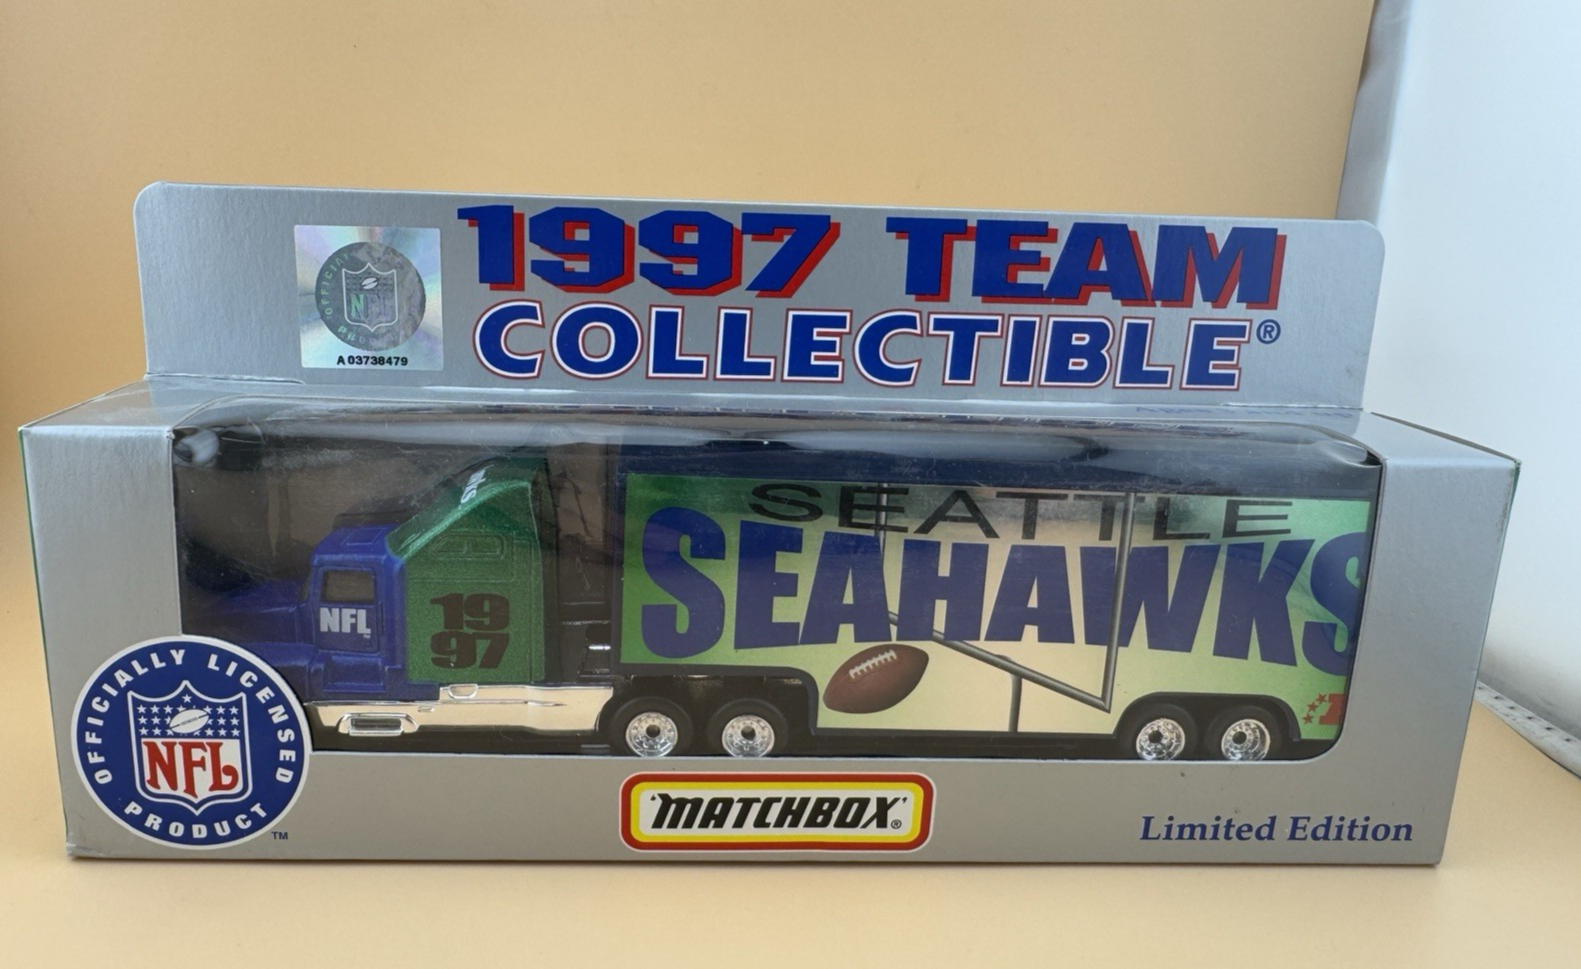 1997 TEAM
COLLECTIBLE®
OFFICIAL
NFL
A 03738479
SEATTLE
SEAHAWKS
NFL
19
97
OFFICIALLY LICENSED
NFL
PRODUCT
TM
'MATCHBOX'®
Limited Edition